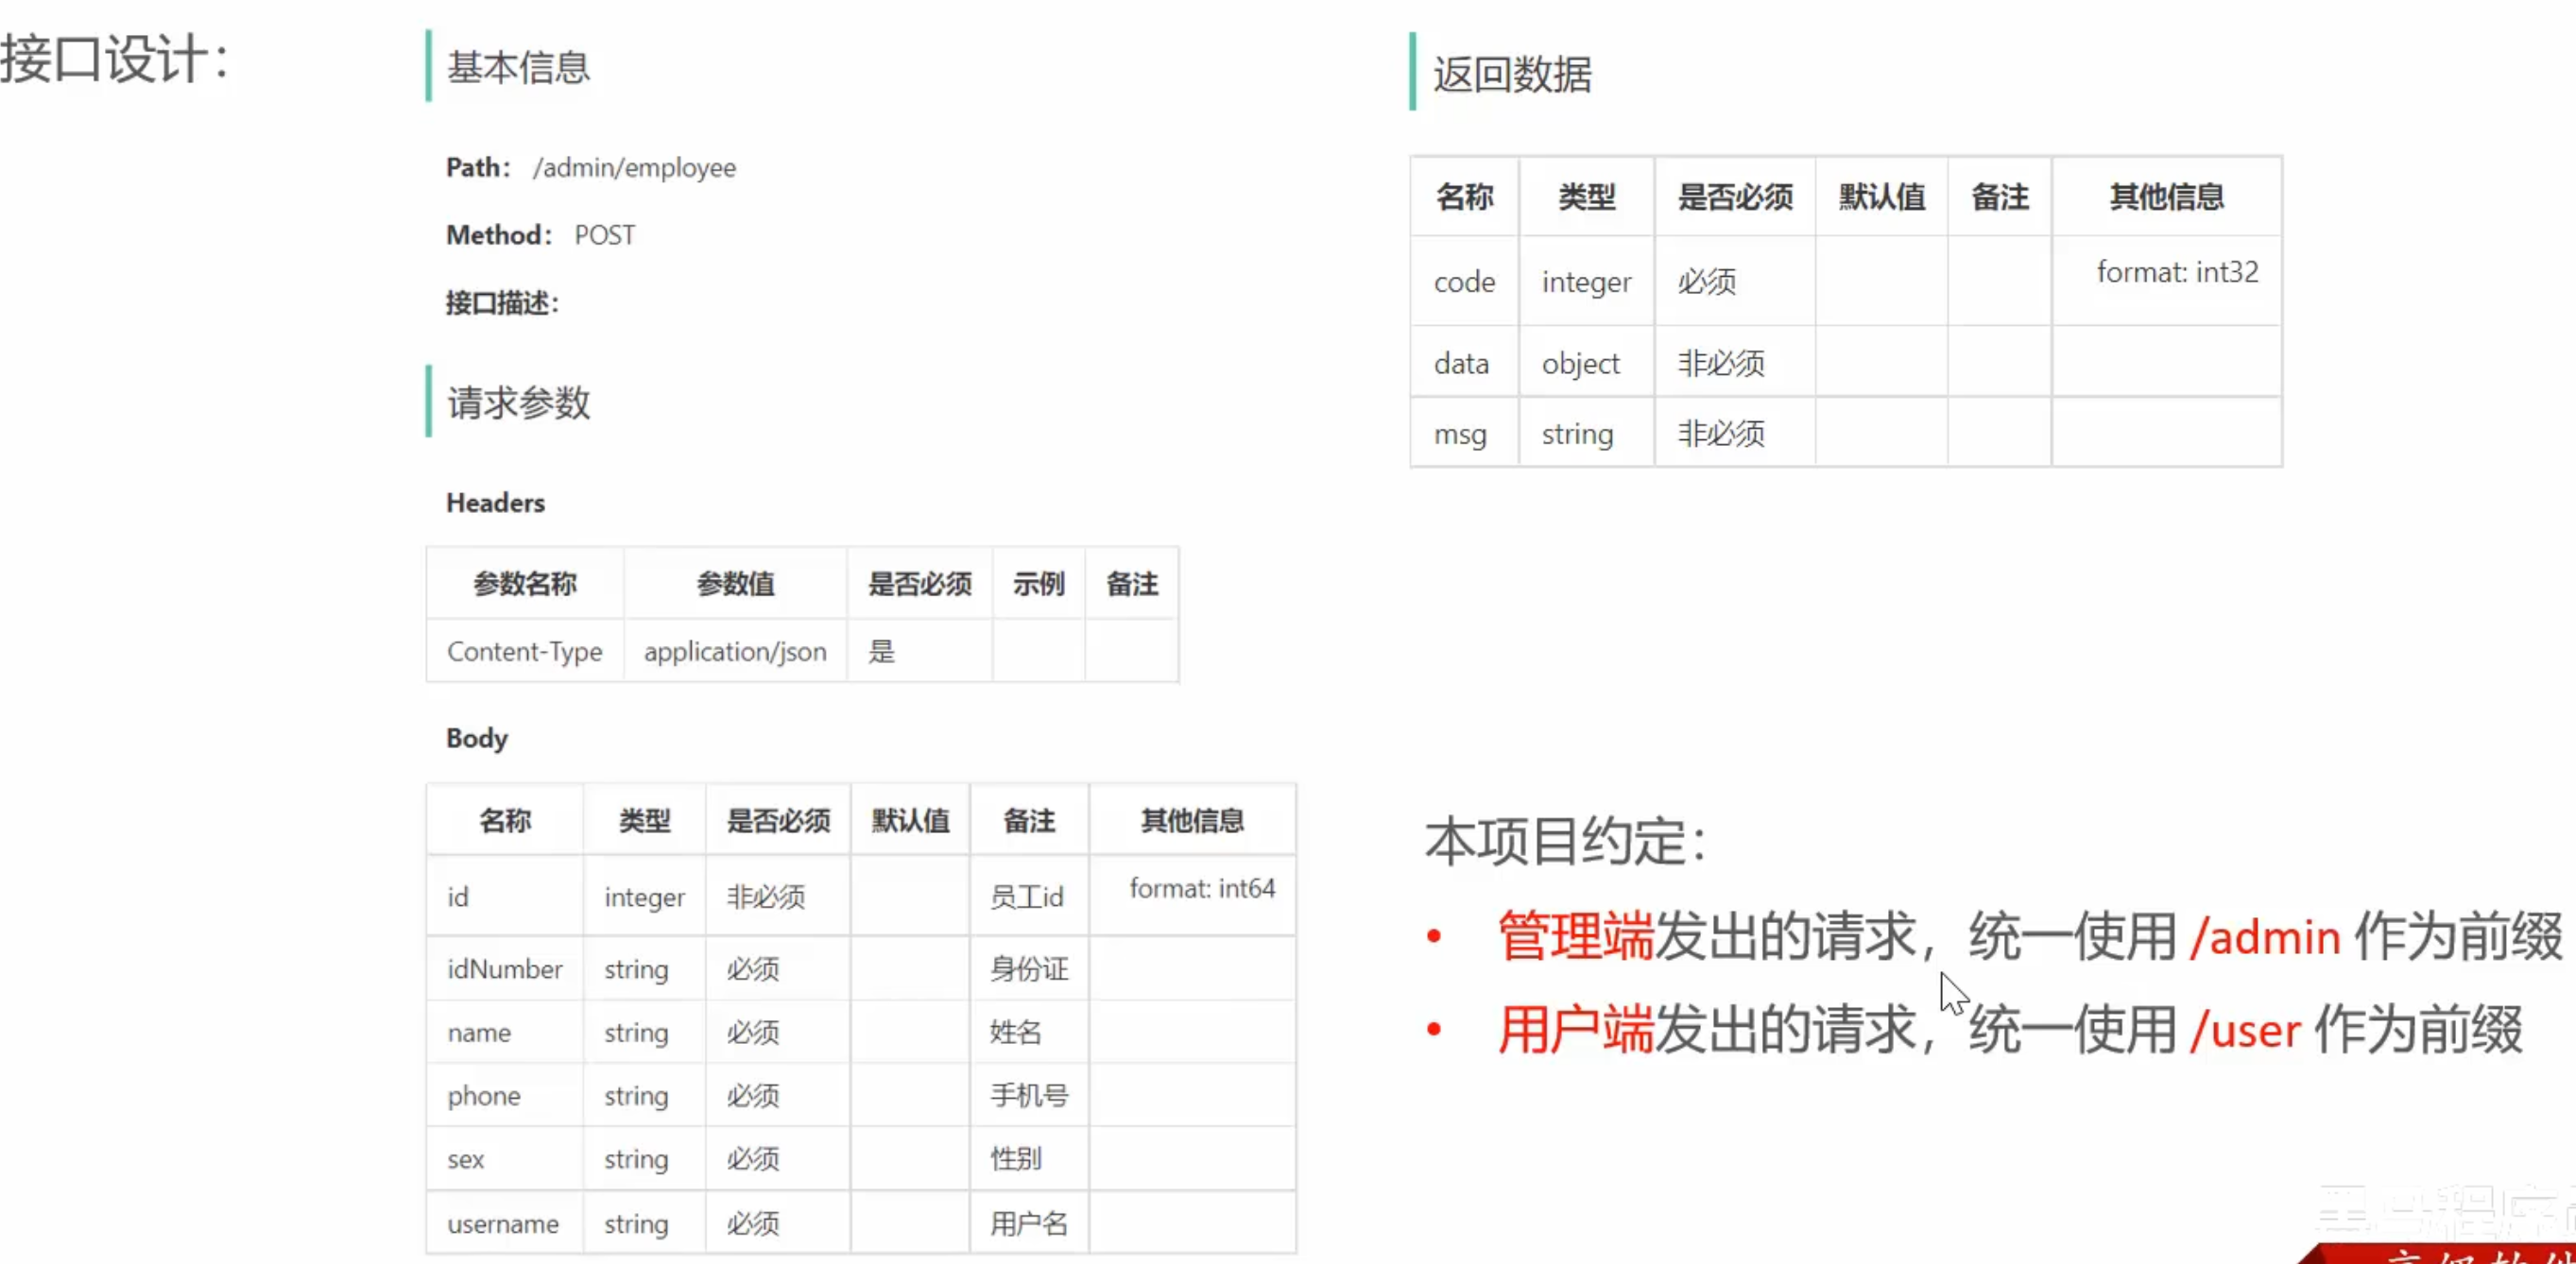 接口设计：
基本信息
Path： /admin/employee
Method： POST
接口描述：
请求参数
Headers
参数名称 参数值 是否必须 示例 备注
Content-Type application/json 是
Body
名称 类型 是否必须 默认值 备注 其他信息
id integer 非必须 员工id format: int64
idNumber string 必须 身份证
name string 必须 姓名
phone string 必须 手机号
sex string 必须 性别
username string 必须 用户名
返回数据
名称 类型 是否必须 默认值 备注 其他信息
code integer 必须 format: int32
data object 非必须
msg string 非必须
本项目约定：
• 管理端发出的请求，统一使用 /admin 作为前缀
• 用户端发出的请求，统一使用 /user 作为前缀